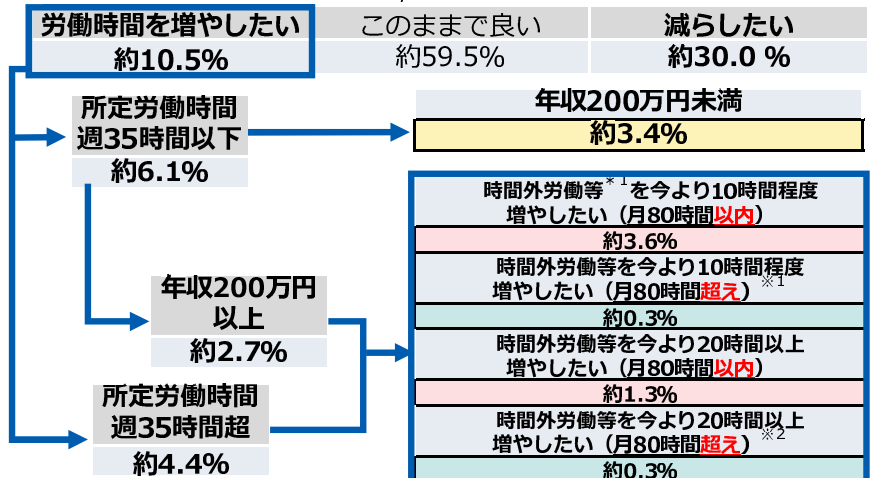 労働時間を増やしたい
約10.5%
このままで良い
約59.5%
減らしたい
約30.0 %
所定労働時間
週35時間以下
約6.1%
年収200万円未満
約3.4%
年収200万円
以上
約2.7%
所定労働時間
週35時間超
約4.4%
時間外労働等＊1を今より10時間程度
増やしたい（月80時間以内）
約3.6%
時間外労働等を今より10時間程度
増やしたい（月80時間超え）※1
約0.3%
時間外労働等を今より20時間以上
増やしたい（月80時間以内）
約1.3%
時間外労働等を今より20時間以上
増やしたい（月80時間超え）※2
約0.3%